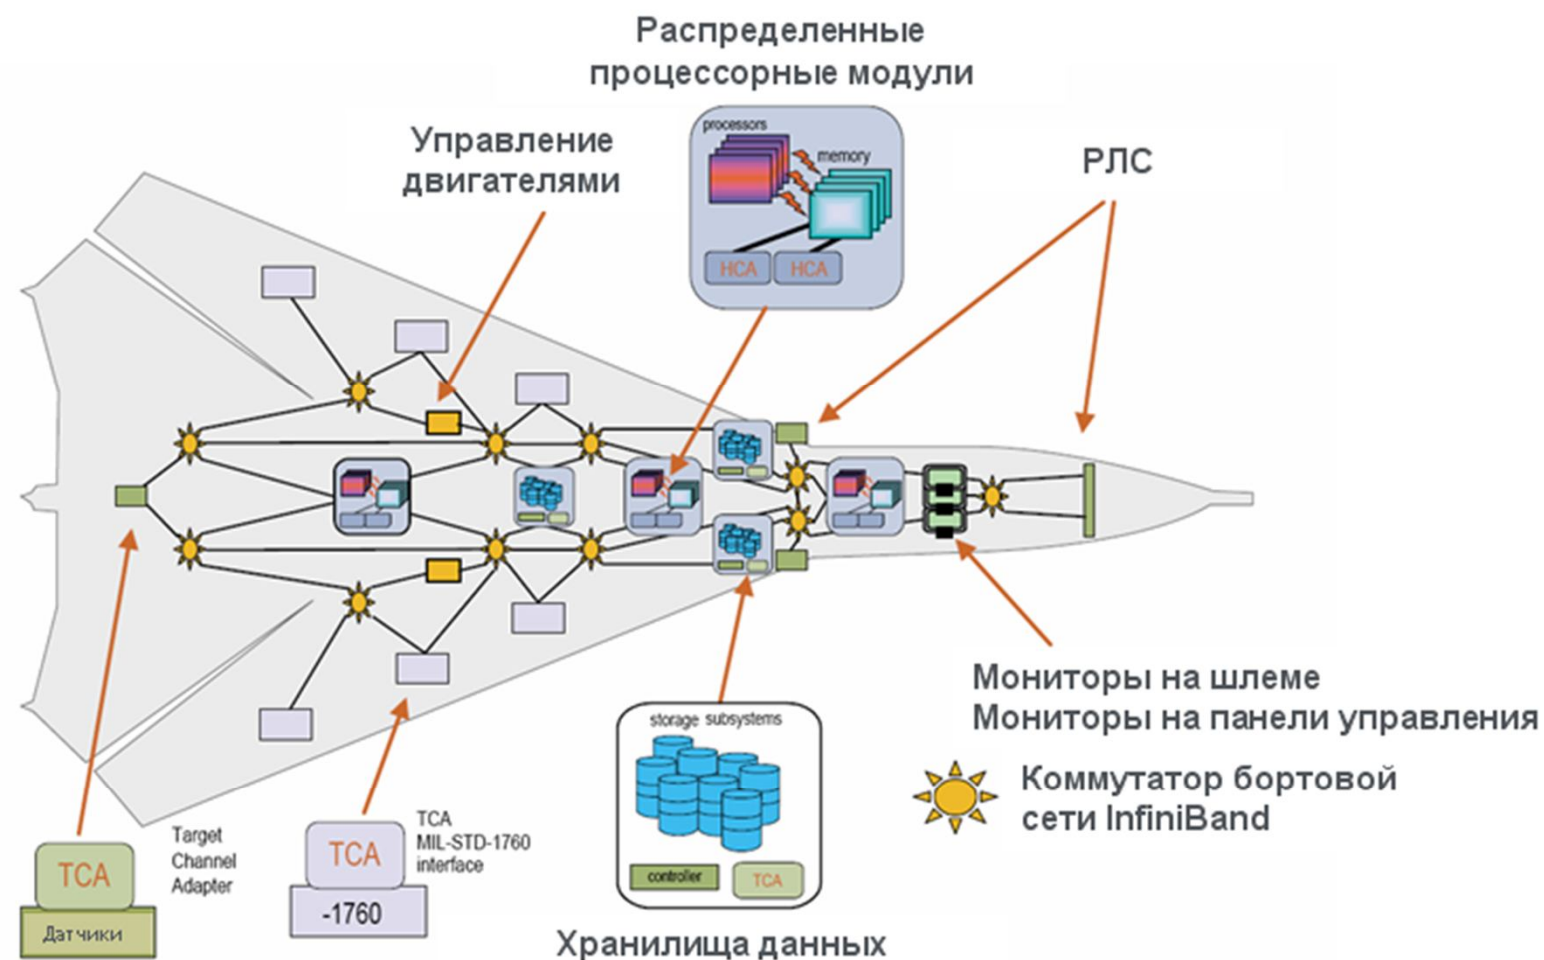 Распределенные
процессорные модули
processors
memory
HCA
HCA
Управление
двигателями
РЛС
Мониторы на шлеме
Мониторы на панели управления
Коммутатор бортовой
сети InfiniBand
storage subsystems
controller
TCA
Хранилища данных
TCA
MIL-STD-1760
interface
TCA
-1760
Target
Channel
Adapter
TCA
Датчики